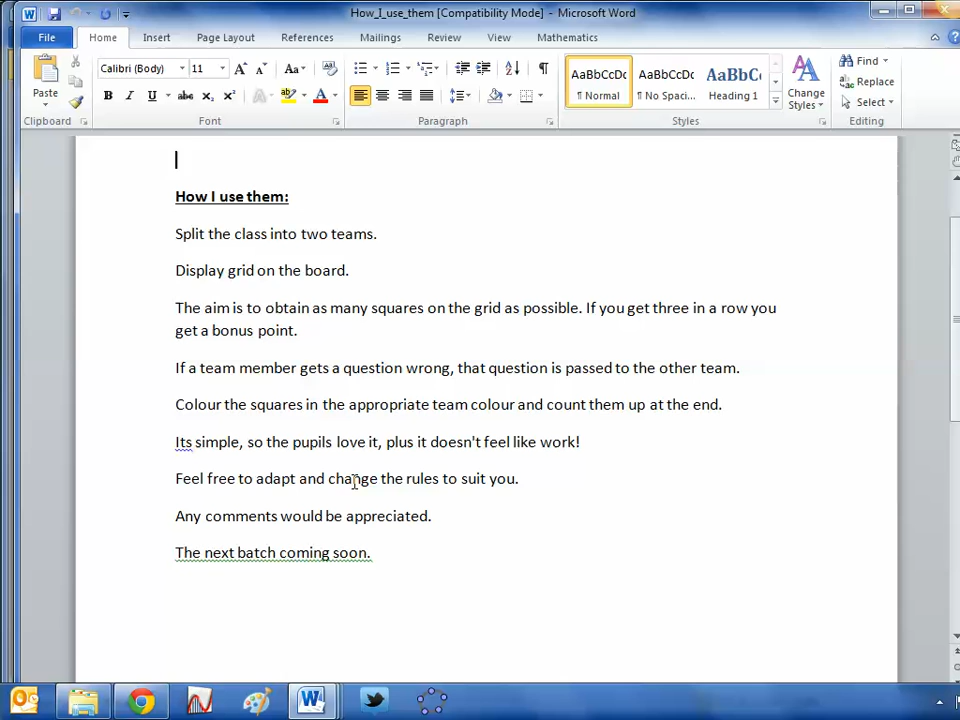 How_I_use_them [Compatibility Mode] - Microsoft Word
File Home Insert Page Layout References Mailings Review View Mathematics
Calibri (Body) 11 Aa
AaBbCcDc AaBbCcDc AaBbC
Find
Replace
Select
Paste
B I U abc X₂ X² A ab A
¶ Normal ¶ No Spaci... Heading 1
Change Styles
Clipboard Font Paragraph Styles Editing
How I use them:
Split the class into two teams.
Display grid on the board.
The aim is to obtain as many squares on the grid as possible. If you get three in a row you
get a bonus point.
If a team member gets a question wrong, that question is passed to the other team.
Colour the squares in the appropriate team colour and count them up at the end.
Its simple, so the pupils love it, plus it doesn't feel like work!
Feel free to adapt and change the rules to suit you.
Any comments would be appreciated.
The next batch coming soon.